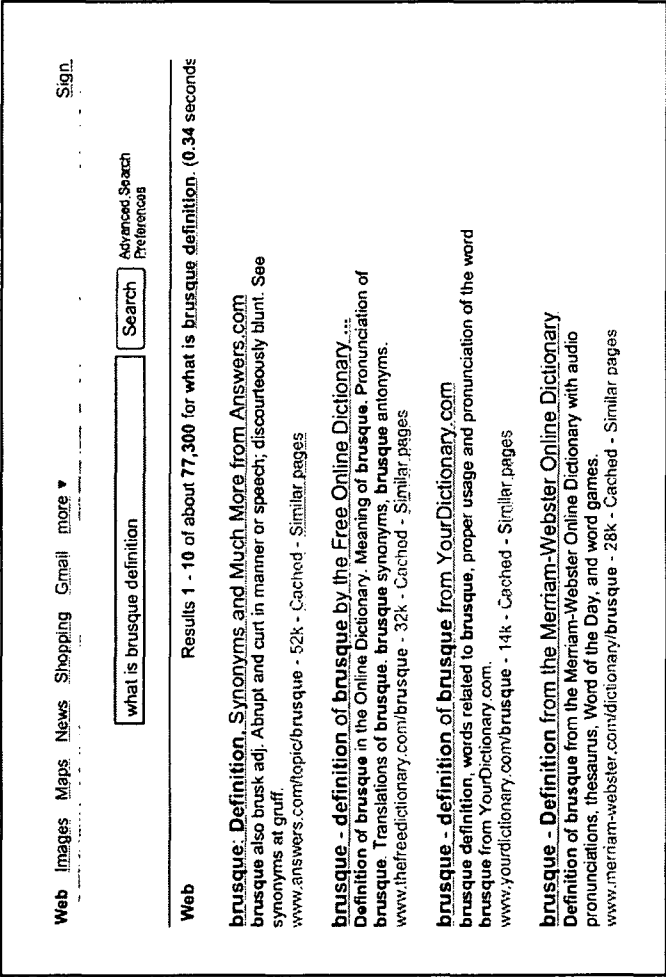 Web Images Maps News Shopping Gmail more ▼ Sign
what is brusque definition Search Advanced Search
Preferences
Web Results 1 - 10 of about 77,300 for what is brusque definition. (0.34 seconds
brusque: Definition, Synonyms and Much More from Answers.com
brusque also brusk adj. Abrupt and curt in manner or speech; discourteously blunt. See
synonyms at gruff.
www.answers.com/topic/brusque - 52k - Cached - Similar pages
brusque - definition of brusque by the Free Online Dictionary ...
Definition of brusque in the Online Dictionary. Meaning of brusque. Pronunciation of
brusque. Translations of brusque. brusque synonyms, brusque antonyms.
www.thefreedictionary.com/brusque - 32k - Cached - Similar pages
brusque - definition of brusque from YourDictionary.com
brusque definition, words related to brusque, proper usage and pronunciation of the word
brusque from YourDictionary.com.
www.yourdictionary.com/brusque - 14k - Cached - Similar pages
brusque - Definition from the Merriam-Webster Online Dictionary
Definition of brusque from the Merriam-Webster Online Dictionary with audio
pronunciations, thesaurus, Word of the Day, and word games.
www.merriam-webster.com/dictionary/brusque - 28k - Cached - Similar pages